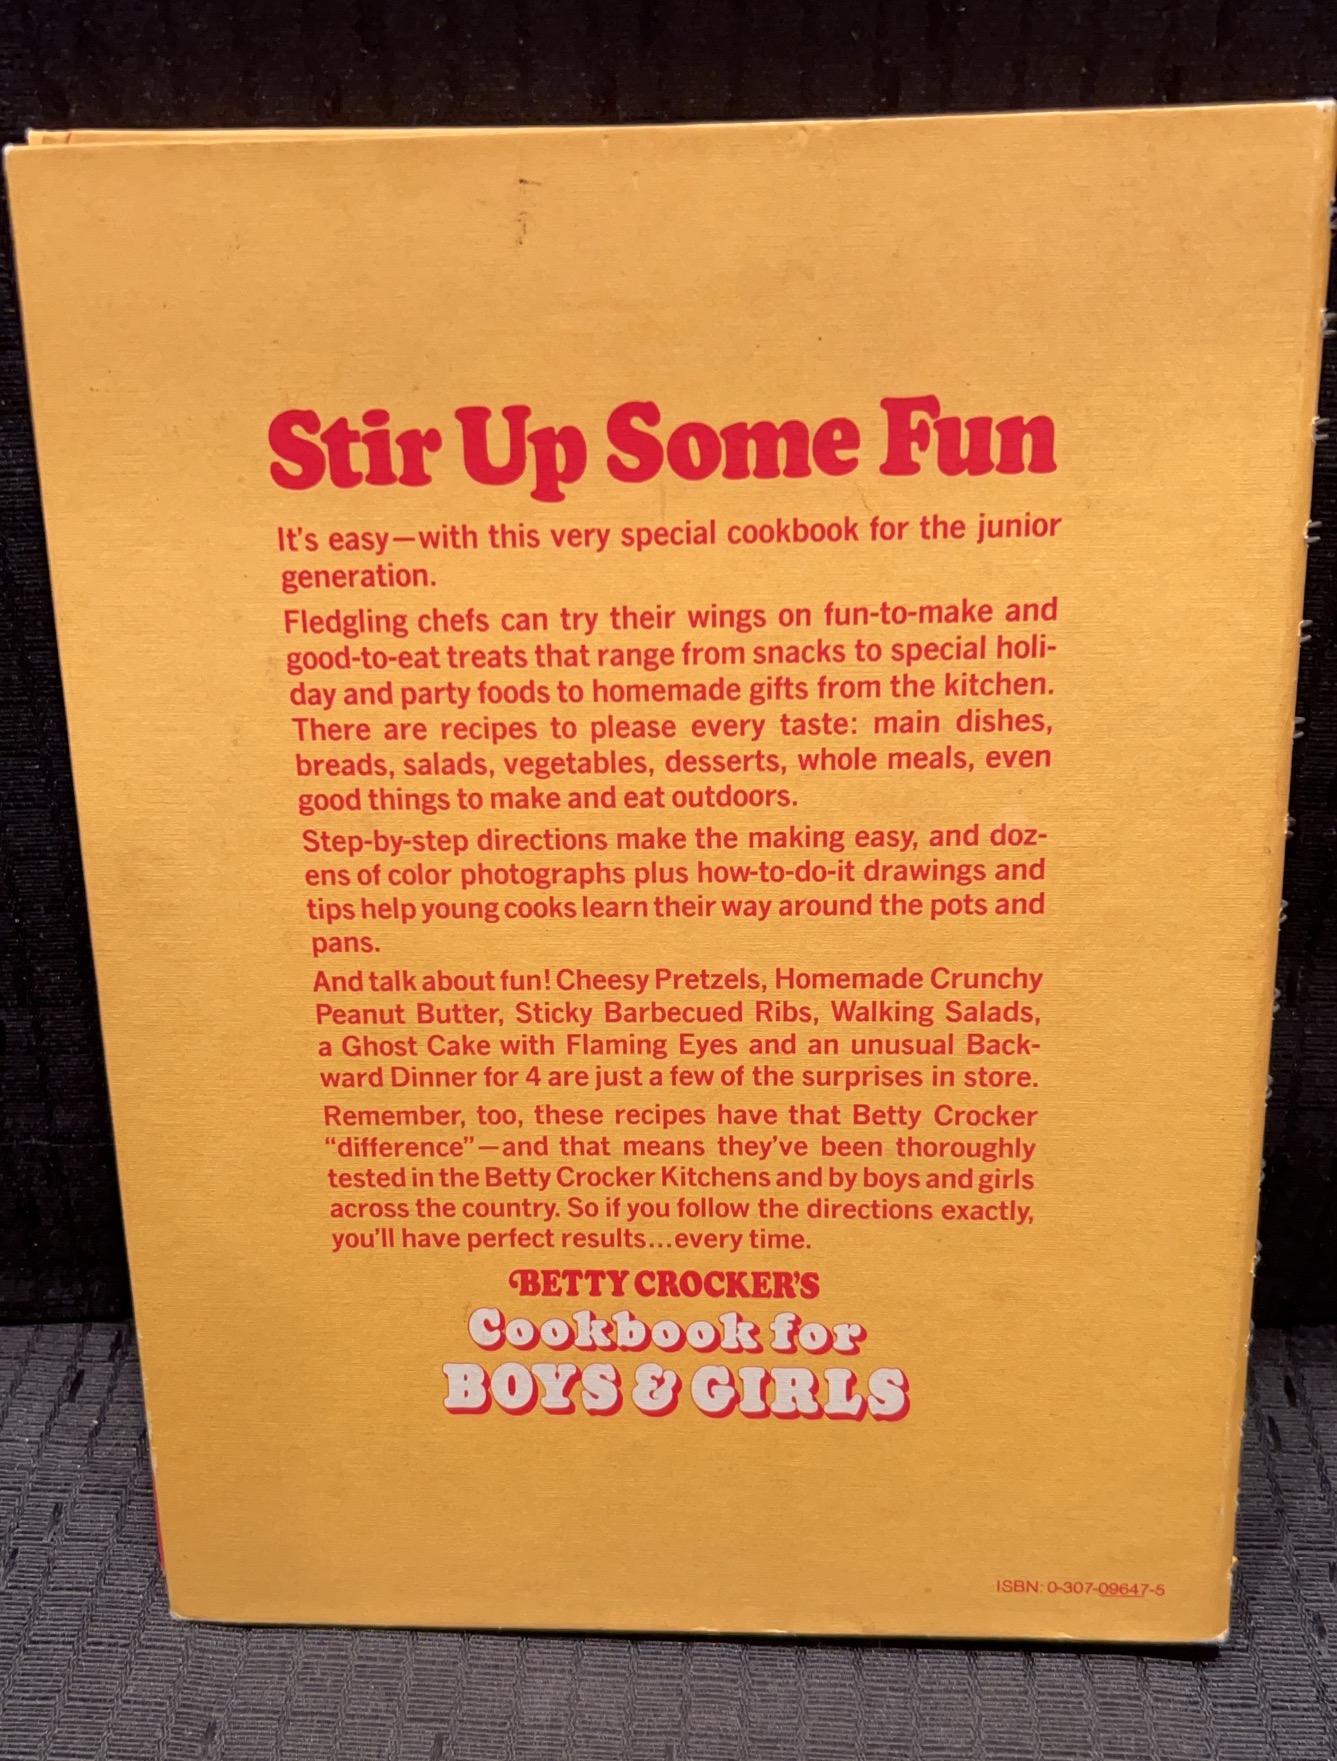 Stir Up Some Fun
It's easy—with this very special cookbook for the junior
generation.
Fledgling chefs can try their wings on fun-to-make and
good-to-eat treats that range from snacks to special holi-
day and party foods to homemade gifts from the kitchen.
There are recipes to please every taste: main dishes,
breads, salads, vegetables, desserts, whole meals, even
good things to make and eat outdoors.
Step-by-step directions make the making easy, and doz-
ens of color photographs plus how-to-do-it drawings and
tips help young cooks learn their way around the pots and
pans.
And talk about fun! Cheesy Pretzels, Homemade Crunchy
Peanut Butter, Sticky Barbecued Ribs, Walking Salads,
a Ghost Cake with Flaming Eyes and an unusual Back-
ward Dinner for 4 are just a few of the surprises in store.
Remember, too, these recipes have that Betty Crocker
“difference”—and that means they've been thoroughly
tested in the Betty Crocker Kitchens and by boys and girls
across the country. So if you follow the directions exactly,
you'll have perfect results...every time.
BETTY CROCKER'S
Cookbook for
BOYS & GIRLS
ISBN: 0-307-09647-5